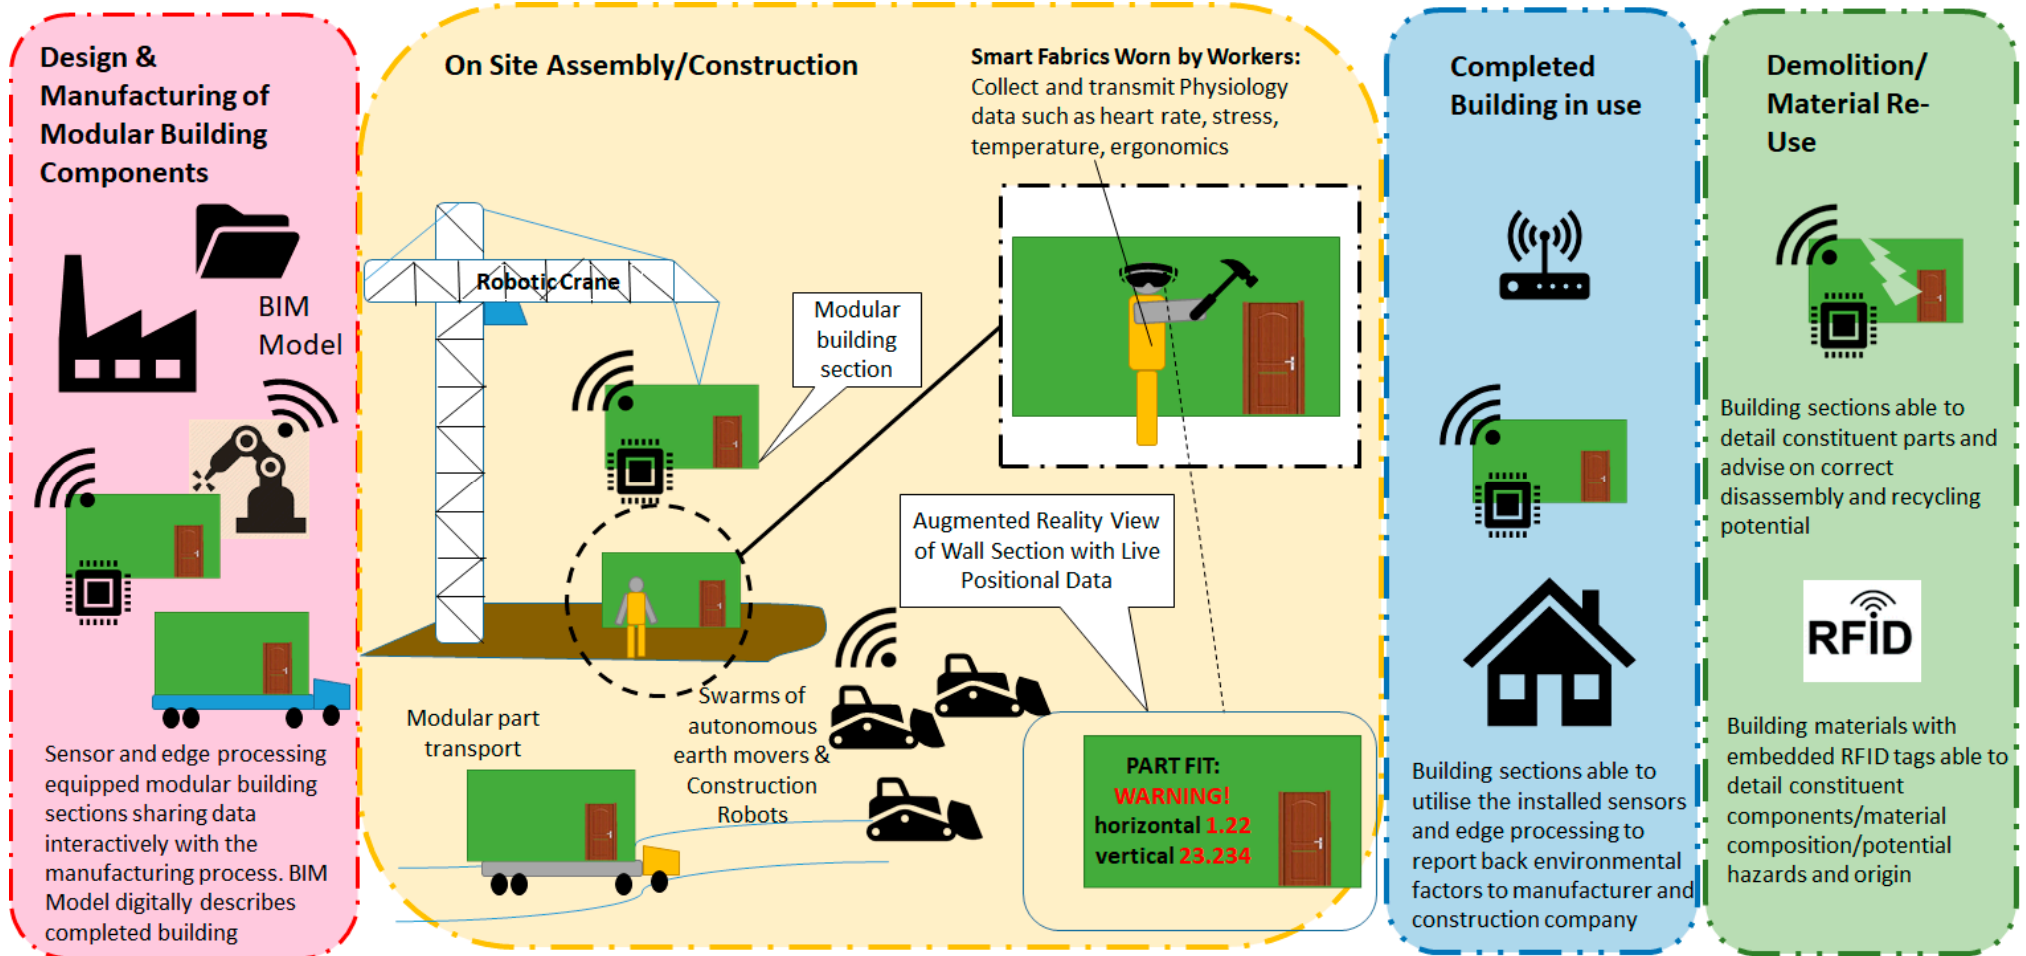 Design &
Manufacturing of
Modular Building
Components
BIM
Model
Sensor and edge processing
equipped modular building
sections sharing data
interactively with the
manufacturing process. BIM
Model digitally describes
completed building
On Site Assembly/Construction
Smart Fabrics Worn by Workers:
Collect and transmit Physiology
data such as heart rate, stress,
temperature, ergonomics
Robotic Crane
Modular
building
section
Augmented Reality View
of Wall Section with Live
Positional Data
Modular part
transport
Swarms of
autonomous
earth movers &
Construction
Robots
PART FIT:
WARNING!
horizontal 1.22
vertical 23.234
Completed
Building in use
Building sections able to
utilise the installed sensors
and edge processing to
report back environmental
factors to manufacturer and
construction company
Demolition/
Material Re-
Use
Building sections able to
detail constituent parts and
advise on correct
disassembly and recycling
potential
RFiD
Building materials with
embedded RFID tags able to
detail constituent
components/material
composition/potential
hazards and origin